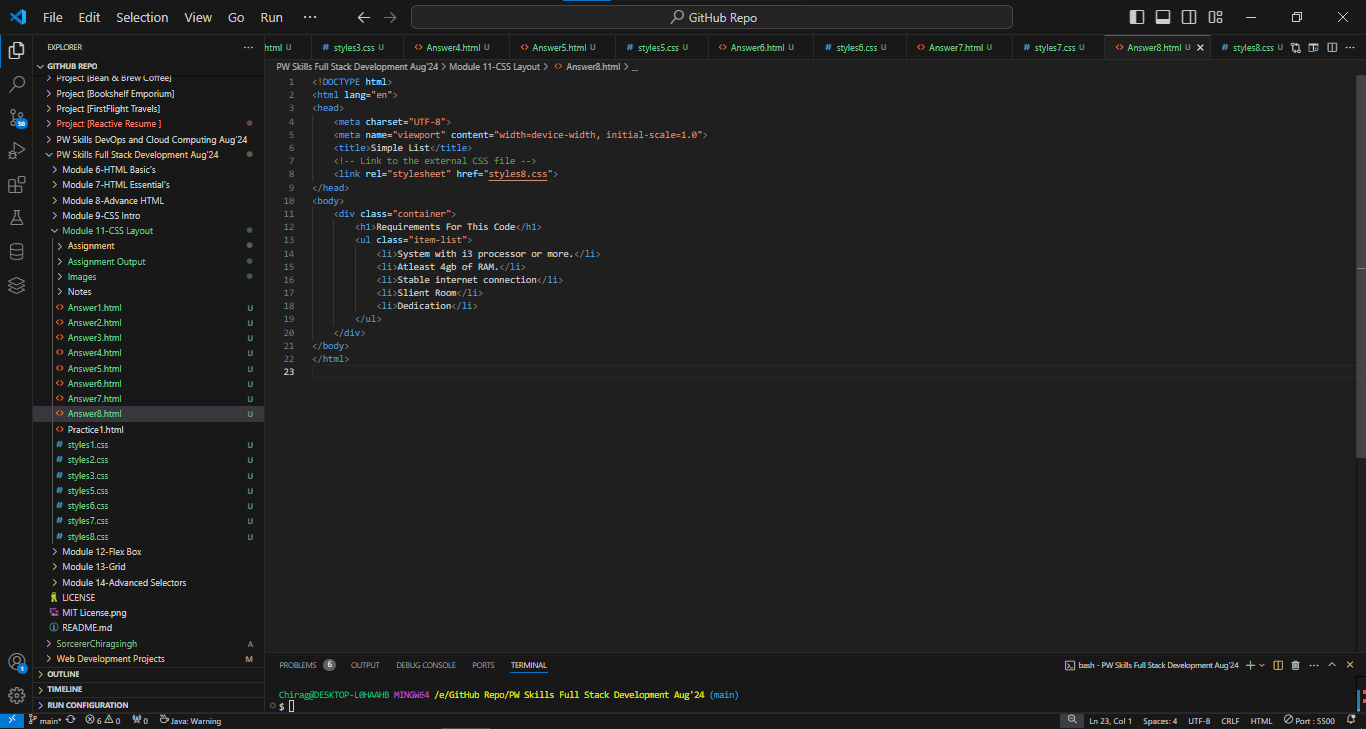 File Edit Selection View Go Run ··· GitHub Repo
EXPLORER ···
html U # styles3.css U <> Answer4.html U <> Answer5.html U # styles5.css U <> Answer6.html U # styles6.css U <> Answer7.html U # styles7.css U <> Answer8.html U # styles8.css U ···
GITHUB REPO
Project [Bean & Brew Coffee]
Project [Bookshelf Emporium]
Project [FirstFlight Travels]
Project [Reactive Resume ]
PW Skills DevOps and Cloud Computing Aug'24
PW Skills Full Stack Development Aug'24
Module 6-HTML Basic's
Module 7-HTML Essential's
Module 8-Advance HTML
Module 9-CSS Intro
Module 11-CSS Layout
Assignment
Assignment Output
Images
Notes
<> Answer1.html U
<> Answer2.html U
<> Answer3.html U
<> Answer4.html U
<> Answer5.html U
<> Answer6.html U
<> Answer7.html U
<> Answer8.html U
<> Practice1.html
# styles1.css U
# styles2.css U
# styles3.css U
# styles5.css U
# styles6.css U
# styles7.css U
# styles8.css U
Module 12-Flex Box
Module 13-Grid
Module 14-Advanced Selectors
LICENSE
MIT License.png
README.md
SorcererChiragsingh A
Web Development Projects M
OUTLINE
TIMELINE
RUN CONFIGURATION
50
1
PW Skills Full Stack Development Aug'24 > Module 11-CSS Layout > <> Answer8.html > ...
1 <!DOCTYPE html>
2 <html lang="en">
3 <head>
4 <meta charset="UTF-8">
5 <meta name="viewport" content="width=device-width, initial-scale=1.0">
6 <title>Simple List</title>
7 <!-- Link to the external CSS file -->
8 <link rel="stylesheet" href="styles8.css">
9 </head>
10 <body>
11 <div class="container">
12 <h1>Requirements For This Code</h1>
13 <ul class="item-list">
14 <li>System with i3 processor or more.</li>
15 <li>Atleast 4gb of RAM.</li>
16 <li>Stable internet connection</li>
17 <li>Slient Room</li>
18 <li>Dedication</li>
19 </ul>
20 </div>
21 </body>
22 </html>
23
PROBLEMS 6 OUTPUT DEBUG CONSOLE PORTS TERMINAL bash - PW Skills Full Stack Development Aug'24 ···
Chirag@DESKTOP-L0HAAHB MINGW64 /e/GitHub Repo/PW Skills Full Stack Development Aug'24 (main)
$
main* 6 0 0 Java: Warning Ln 23, Col 1 Spaces: 4 UTF-8 CRLF HTML Port : 5500